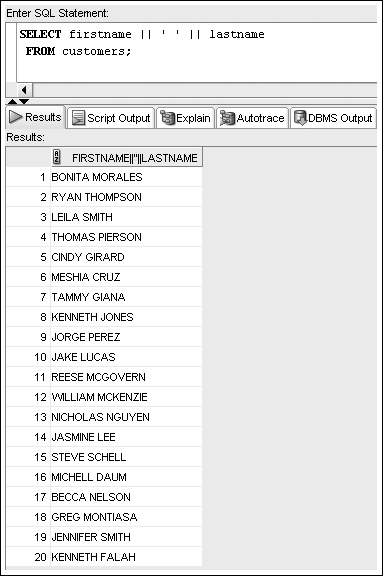 Enter SQL Statement:
SELECT firstname || ' ' || lastname
FROM customers;
Results Script Output Explain Autotrace DBMS Output
Results:
FIRSTNAME||''||LASTNAME
1 BONITA MORALES
2 RYAN THOMPSON
3 LEILA SMITH
4 THOMAS PIERSON
5 CINDY GIRARD
6 MESHIA CRUZ
7 TAMMY GIANA
8 KENNETH JONES
9 JORGE PEREZ
10 JAKE LUCAS
11 REESE MCGOVERN
12 WILLIAM MCKENZIE
13 NICHOLAS NGUYEN
14 JASMINE LEE
15 STEVE SCHELL
16 MICHELL DAUM
17 BECCA NELSON
18 GREG MONTIASA
19 JENNIFER SMITH
20 KENNETH FALAH